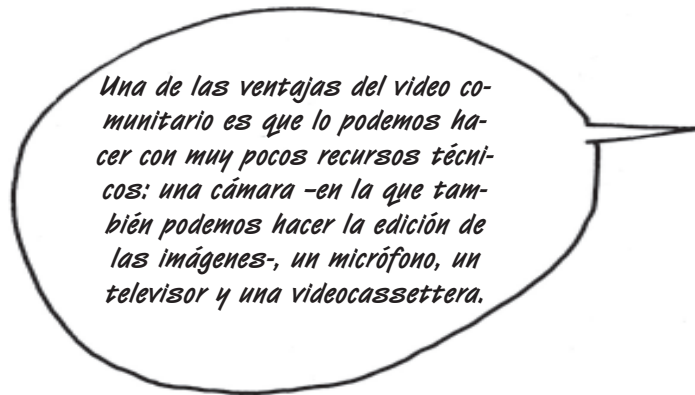 Una de las ventajas del video co-
munitario es que lo podemos ha-
cer con muy pocos recursos técni-
cos: una cámara –en la que tam-
bién podemos hacer la edición de
las imágenes-, un micrófono, un
televisor y una videocassettera.